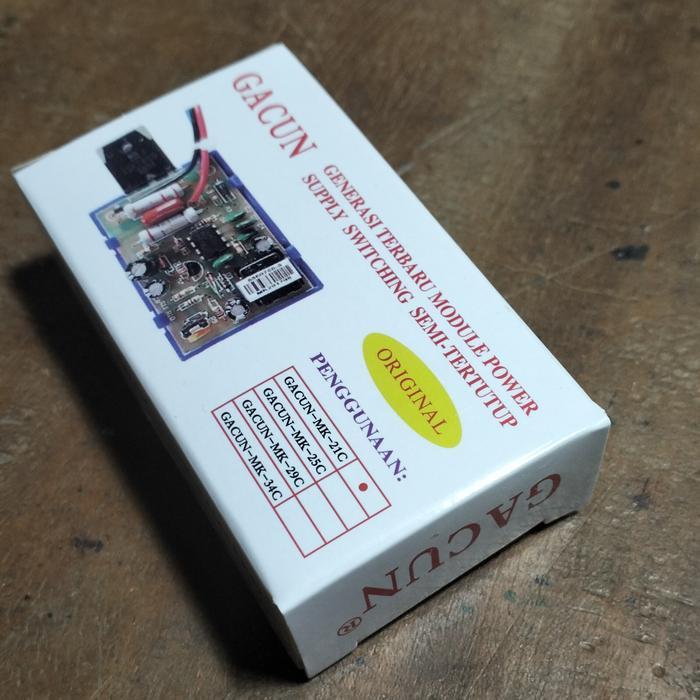 GACUN
GENERASI TERBARU MODULE POWER
SUPPLY SWITCHING SEMI-TERTUTUP
ORIGINAL
PENGGUNAAN:
GACUN-MK-21C
GACUN-MK-25C
GACUN-MK-29C
GACUN-MK-34C
GACUN®